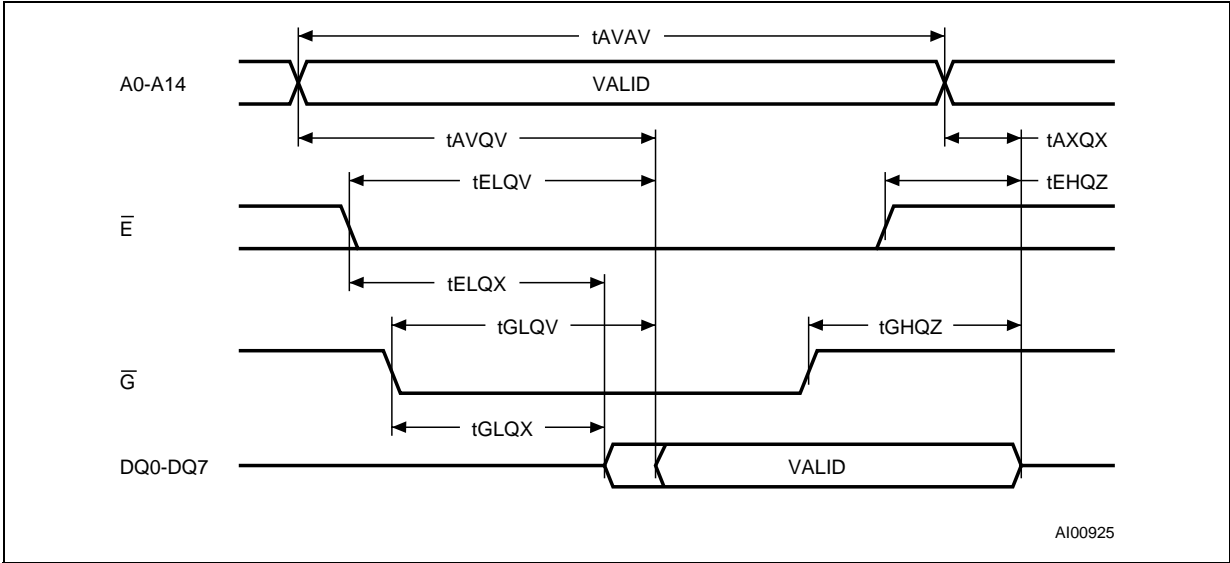 tAVAV
A0-A14 VALID
tAVQV tAXQX
tELQV tEHQZ
E̅
tELQX
tGLQV tGHQZ
G̅
tGLQX
DQ0-DQ7 VALID
AI00925